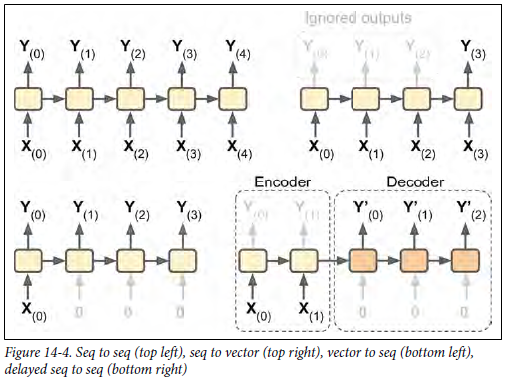 Ignored outputs
Y(0) Y(1) Y(2) Y(3) Y(4)
Y(0) Y(1) Y(2) Y(3)
X(0) X(1) X(2) X(3) X(4)
X(0) X(1) X(2) X(3)
Encoder Decoder
Y(0) Y(1) Y(2) Y(3)
Y(0) Y(1) Y'(0) Y'(1) Y'(2)
X(0) 0 0 0
X(0) X(1) 0 0 0
Figure 14-4. Seq to seq (top left), seq to vector (top right), vector to seq (bottom left),
delayed seq to seq (bottom right)